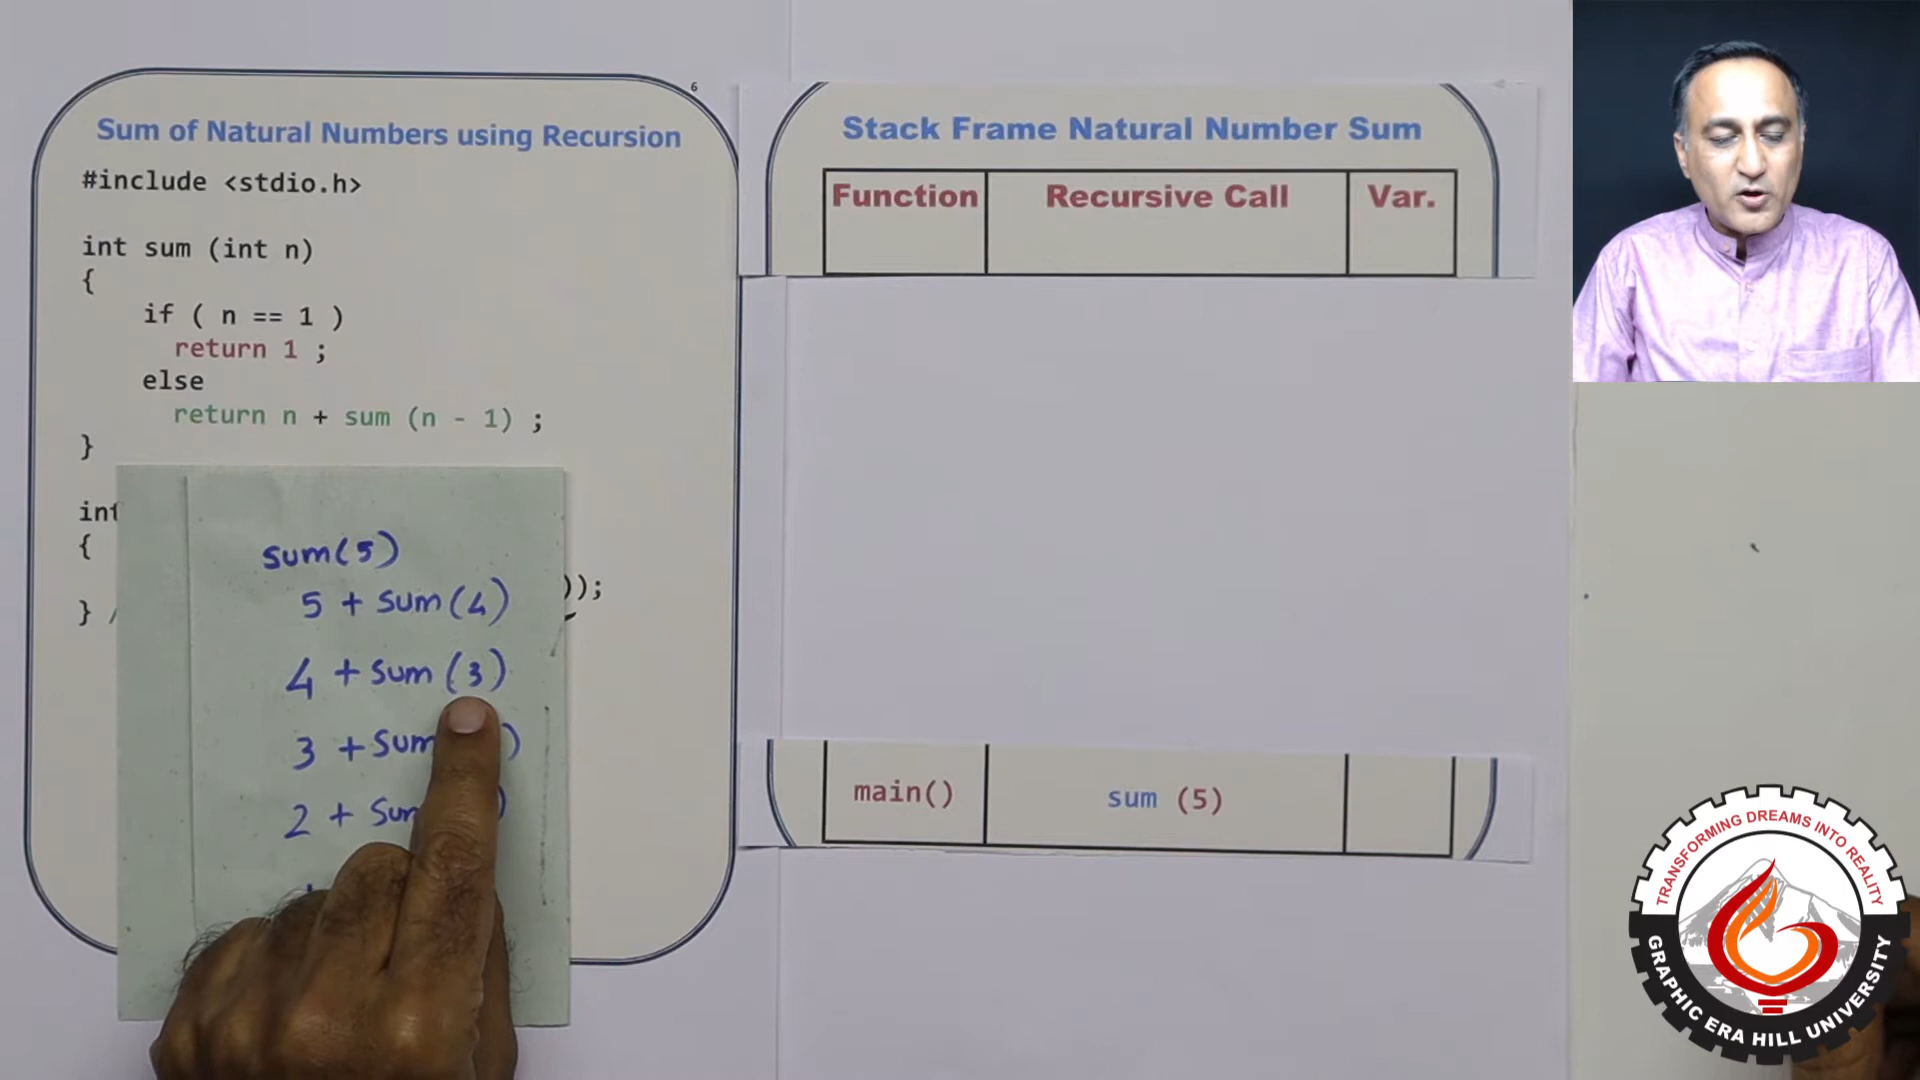 6
Sum of Natural Numbers using Recursion
#include <stdio.h>
int sum (int n)
{
if ( n == 1 )
return 1 ;
else
return n + sum (n - 1) ;
}
int
{
));
}
sum(5)
5 + sum(4)
4 + sum (3)
3 + sum )
2 + )
Stack Frame Natural Number Sum
Function Recursive Call Var.
main() sum (5)
TRANSFORMING DREAMS INTO REALITY
GRAPHIC ERA HILL UNIVERSITY